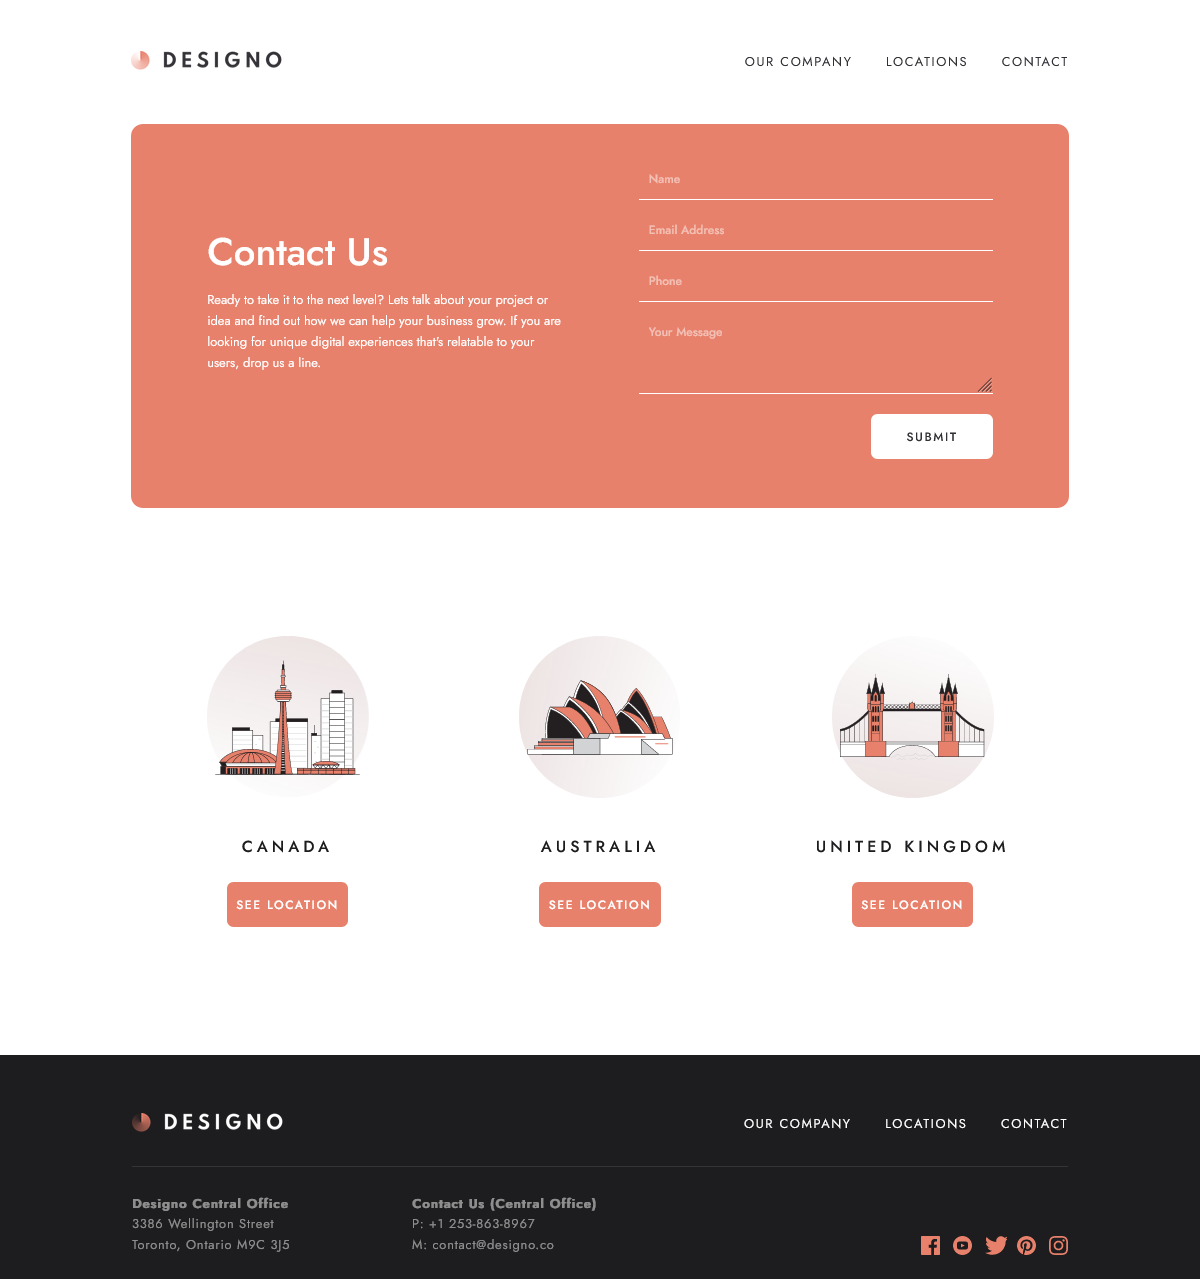 DESIGNO
OUR COMPANY LOCATIONS CONTACT
Contact Us
Ready to take it to the next level? Lets talk about your project or
idea and find out how we can help your business grow. If you are
looking for unique digital experiences that's relatable to your
users, drop us a line.
Name
Email Address
Phone
Your Message
SUBMIT
CANADA
SEE LOCATION
AUSTRALIA
SEE LOCATION
UNITED KINGDOM
SEE LOCATION
DESIGNO
OUR COMPANY LOCATIONS CONTACT
Designo Central Office
3386 Wellington Street
Toronto, Ontario M9C 3J5
Contact Us (Central Office)
P: +1 253-863-8967
M: contact@designo.co